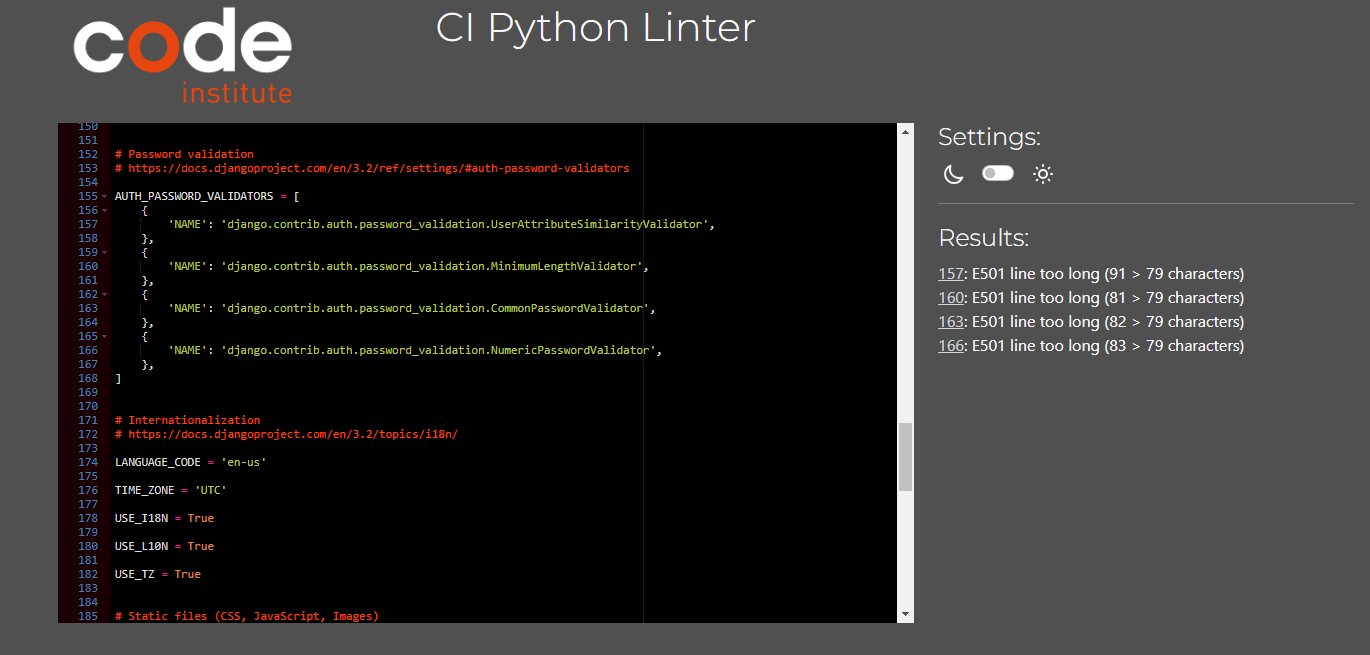 code
institute
CI Python Linter
150
151
152 # Password validation
153 # https://docs.djangoproject.com/en/3.2/ref/settings/#auth-password-validators
154
155 AUTH_PASSWORD_VALIDATORS = [
156 {
157 'NAME': 'django.contrib.auth.password_validation.UserAttributeSimilarityValidator',
158 },
159 {
160 'NAME': 'django.contrib.auth.password_validation.MinimumLengthValidator',
161 },
162 {
163 'NAME': 'django.contrib.auth.password_validation.CommonPasswordValidator',
164 },
165 {
166 'NAME': 'django.contrib.auth.password_validation.NumericPasswordValidator',
167 },
168 ]
169
170
171 # Internationalization
172 # https://docs.djangoproject.com/en/3.2/topics/i18n/
173
174 LANGUAGE_CODE = 'en-us'
175
176 TIME_ZONE = 'UTC'
177
178 USE_I18N = True
179
180 USE_L10N = True
181
182 USE_TZ = True
183
184
185 # Static files (CSS, JavaScript, Images)
Settings:
Results:
157: E501 line too long (91 > 79 characters)
160: E501 line too long (81 > 79 characters)
163: E501 line too long (82 > 79 characters)
166: E501 line too long (83 > 79 characters)